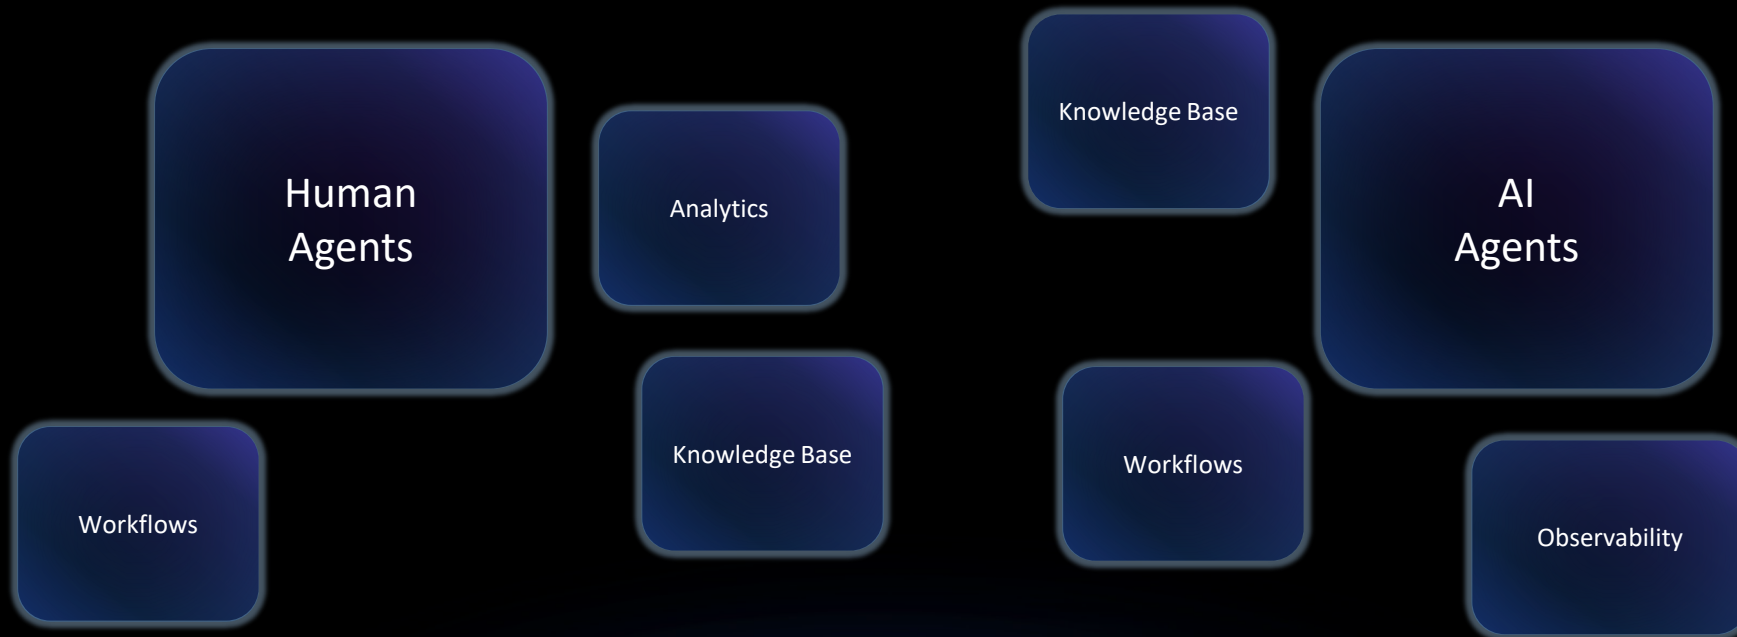 Human
Agents
Analytics
Knowledge Base
Workflows
Knowledge Base
AI
Agents
Workflows
Observability